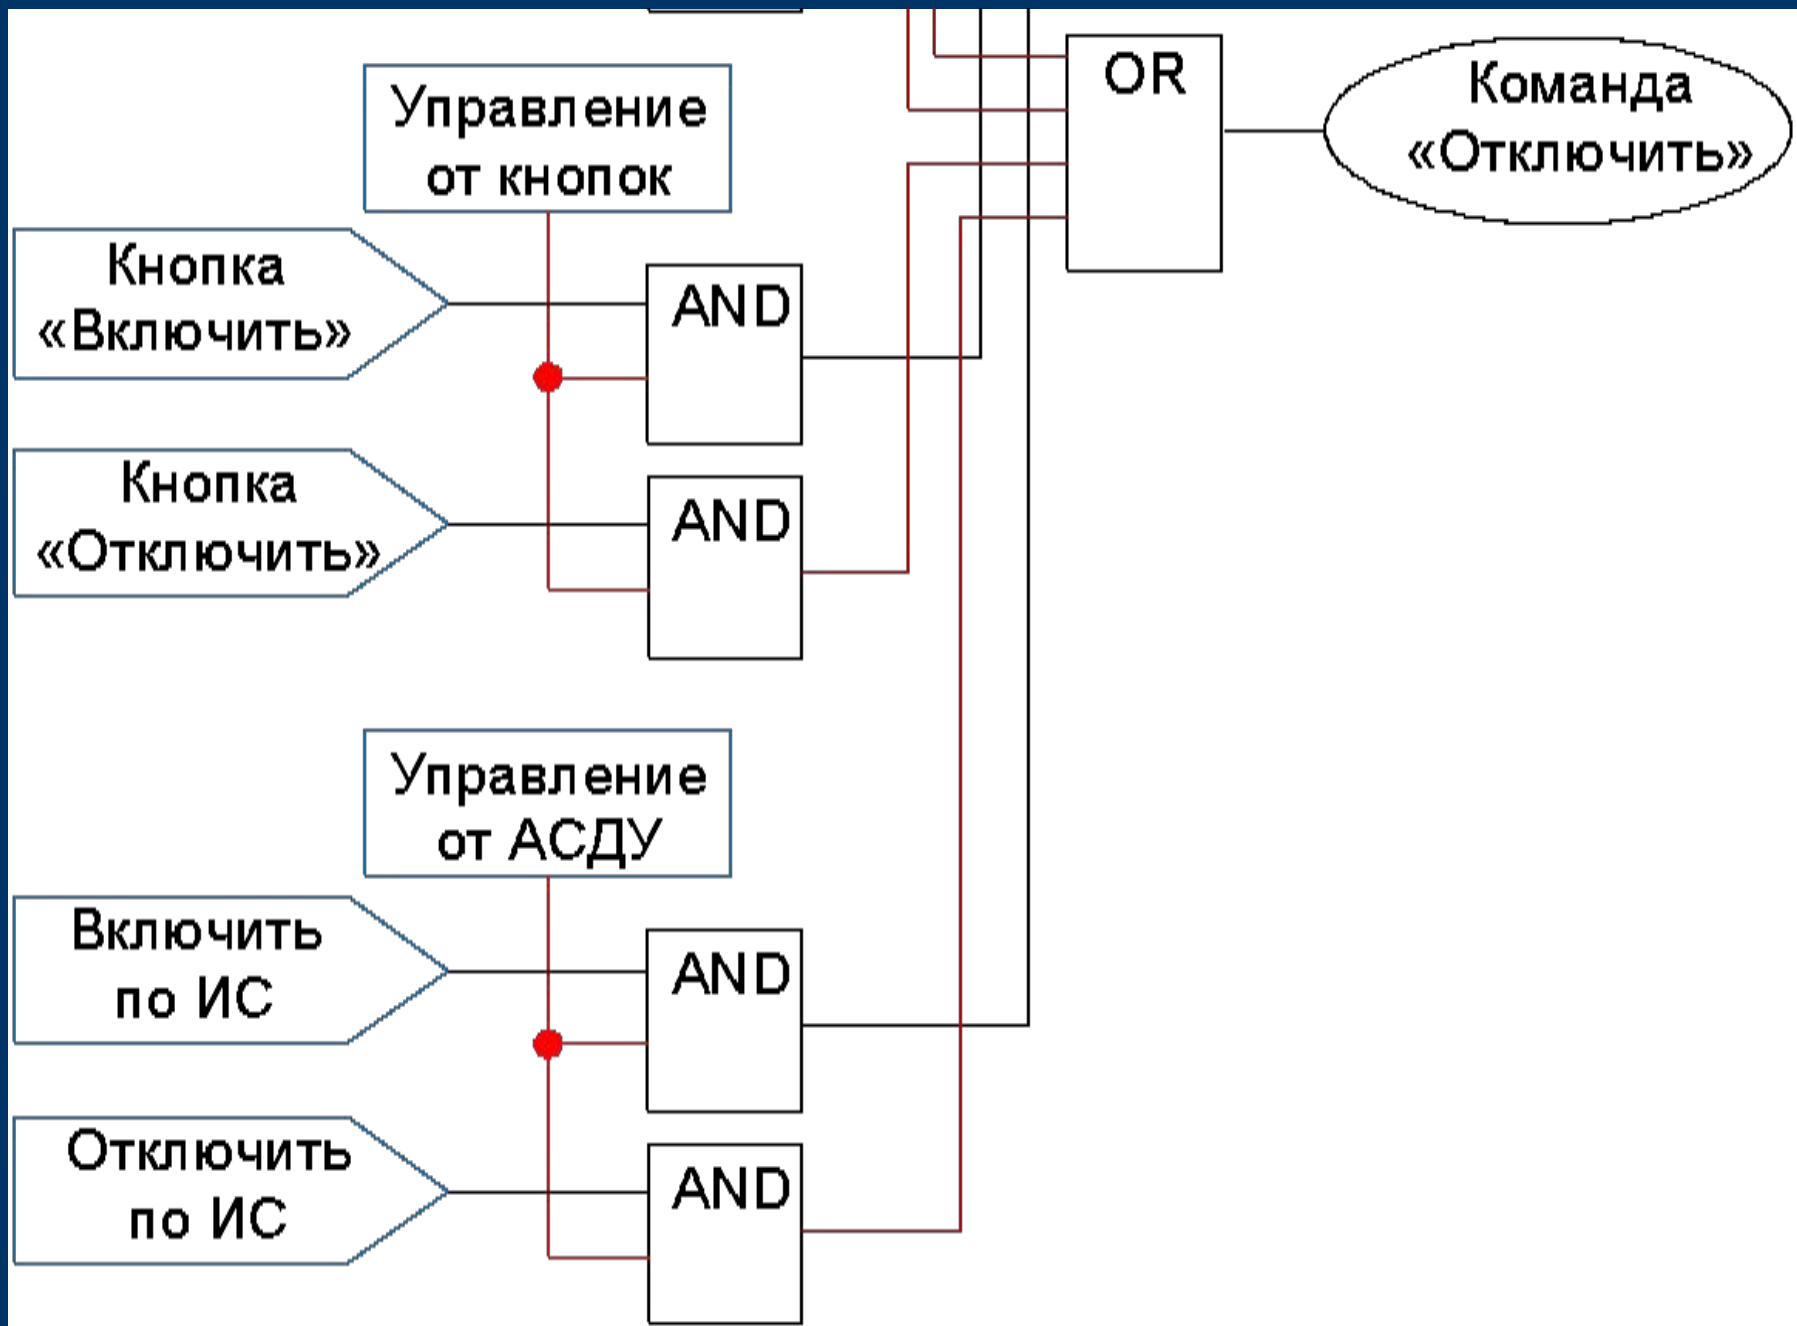 OR
Команда
«Отключить»
Управление
от кнопок
Кнопка
«Включить»
AND
Кнопка
«Отключить»
AND
Управление
от АСДУ
Включить
по ИС
AND
Отключить
по ИС
AND